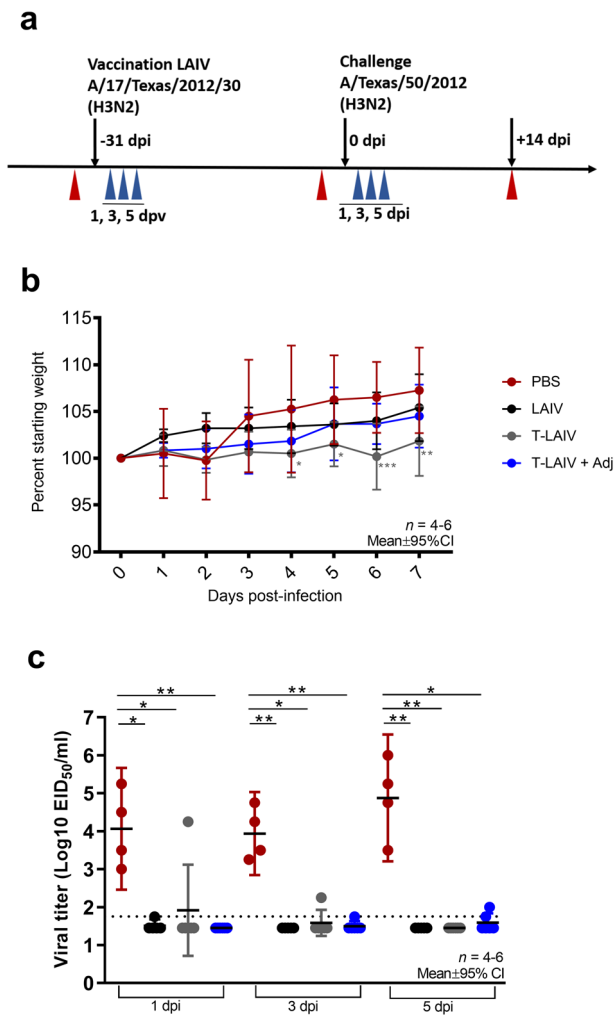 a
Vaccination LAIV
A/17/Texas/2012/30
(H3N2)
Challenge
A/Texas/50/2012
(H3N2)
-31 dpi
0 dpi
+14 dpi
1, 3, 5 dpv
1, 3, 5 dpi
b
Percent starting weight
115
110
105
100
95
90
* * *** **
n = 4-6
Mean±95%CI
0 1 2 3 4 5 6 7
Days post-infection
PBS
LAIV
T-LAIV
T-LAIV + Adj
c
** ** *
* * **
* ** **
Viral titer (Log10 EID50/ml)
7
6
5
4
3
2
1
0
n = 4-6
Mean±95% CI
1 dpi 3 dpi 5 dpi